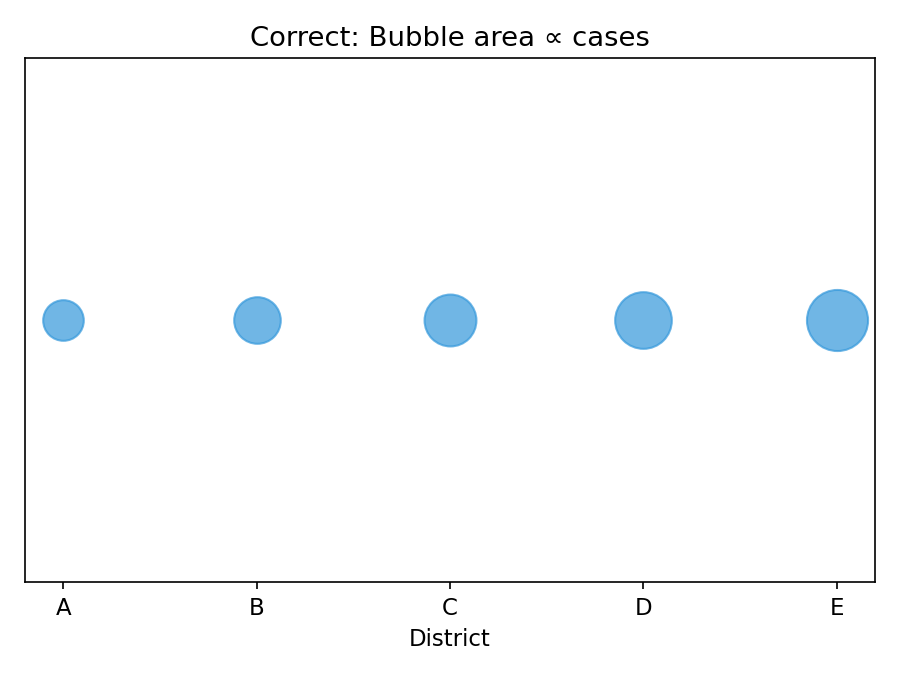 Correct: Bubble area ∝ cases
A B C D E
District